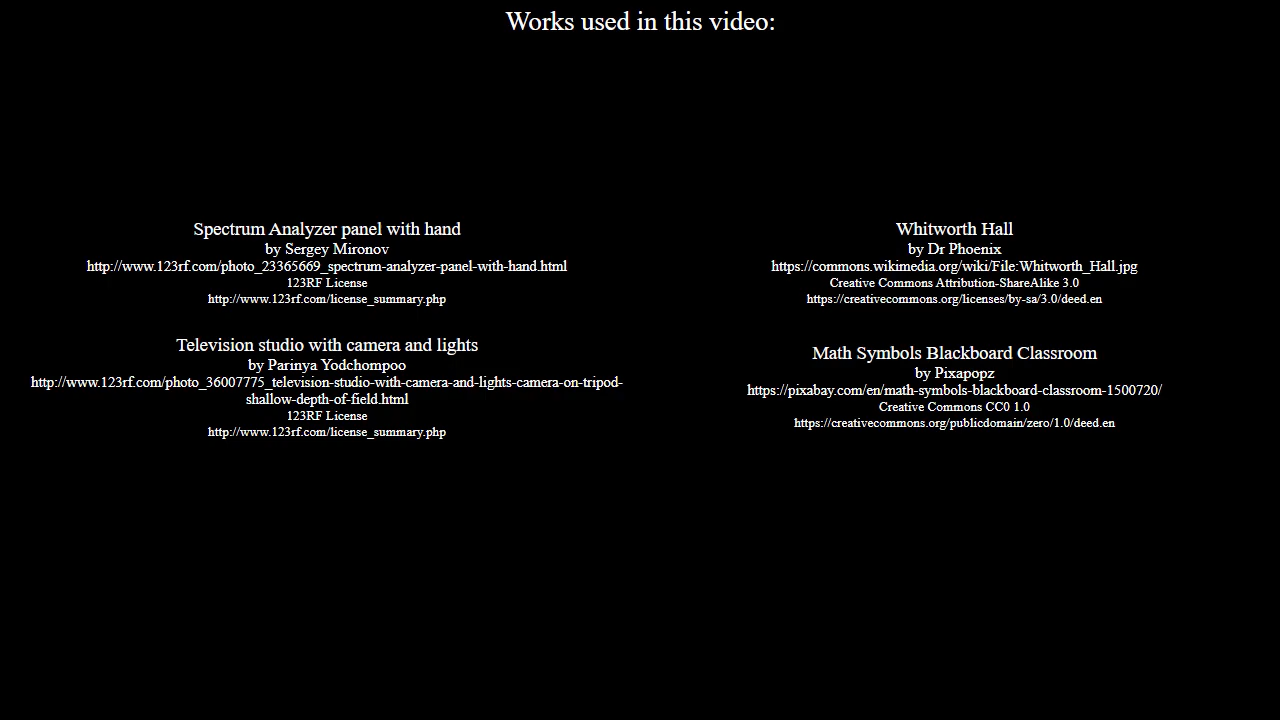 Works used in this video:
Spectrum Analyzer panel with hand
by Sergey Mironov
http://www.123rf.com/photo_23365669_spectrum-analyzer-panel-with-hand.html
123RF License
http://www.123rf.com/license_summary.php
Television studio with camera and lights
by Parinya Yodchompoo
http://www.123rf.com/photo_36007775_television-studio-with-camera-and-lights-camera-on-tripod-
shallow-depth-of-field.html
123RF License
http://www.123rf.com/license_summary.php
Whitworth Hall
by Dr Phoenix
https://commons.wikimedia.org/wiki/File:Whitworth_Hall.jpg
Creative Commons Attribution-ShareAlike 3.0
https://creativecommons.org/licenses/by-sa/3.0/deed.en
Math Symbols Blackboard Classroom
by Pixapopz
https://pixabay.com/en/math-symbols-blackboard-classroom-1500720/
Creative Commons CC0 1.0
https://creativecommons.org/publicdomain/zero/1.0/deed.en